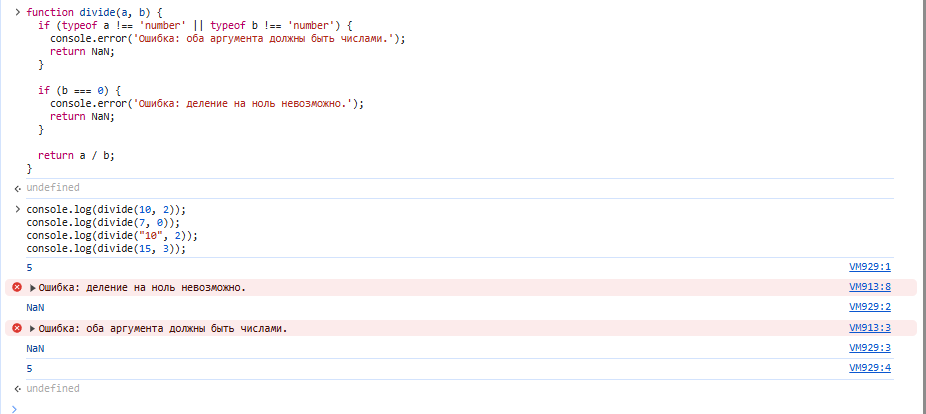 function divide(a, b) {
  if (typeof a !== 'number' || typeof b !== 'number') {
    console.error('Ошибка: оба аргумента должны быть числами.');
    return NaN;
  }

  if (b === 0) {
    console.error('Ошибка: деление на ноль невозможно.');
    return NaN;
  }

  return a / b;
}
undefined
console.log(divide(10, 2));
console.log(divide(7, 0));
console.log(divide("10", 2));
console.log(divide(15, 3));
5 VM929:1
Ошибка: деление на ноль невозможно. VM913:8
NaN VM929:2
Ошибка: оба аргумента должны быть числами. VM913:3
NaN VM929:3
5 VM929:4
undefined